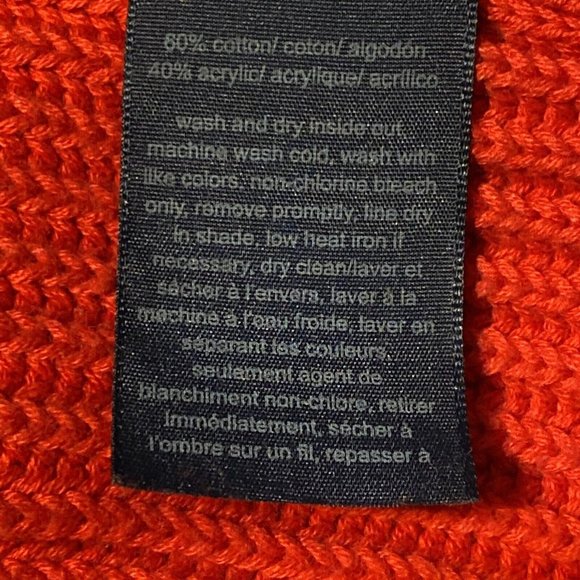 60% cotton/ coton/ algodón,
40% acrylic/ acrylique/ acrílico
wash and dry inside out,
machine wash cold, wash with
like colors, non-chlorine bleach
only, remove promptly, line dry
in shade, low heat iron if
necessary, dry clean/laver et
sécher à l'envers, laver à la
machine à l'eau froide, laver en
séparant les couleurs,
seulement agent de
blanchiment non-chlore, retirer
immédiatement, sécher à
l'ombre sur un fil, repasser à